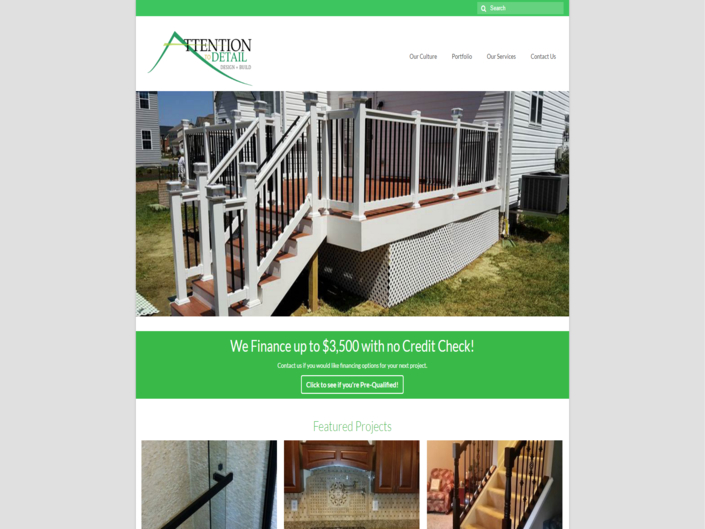 Search
ATTENTION
TO DETAIL
DESIGN + BUILD
Our Culture
Portfolio
Our Services
Contact Us
We Finance up to $3,500 with no Credit Check!
Contact us if you would like financing options for your next project.
Click to see if you're Pre-Qualified!
Featured Projects